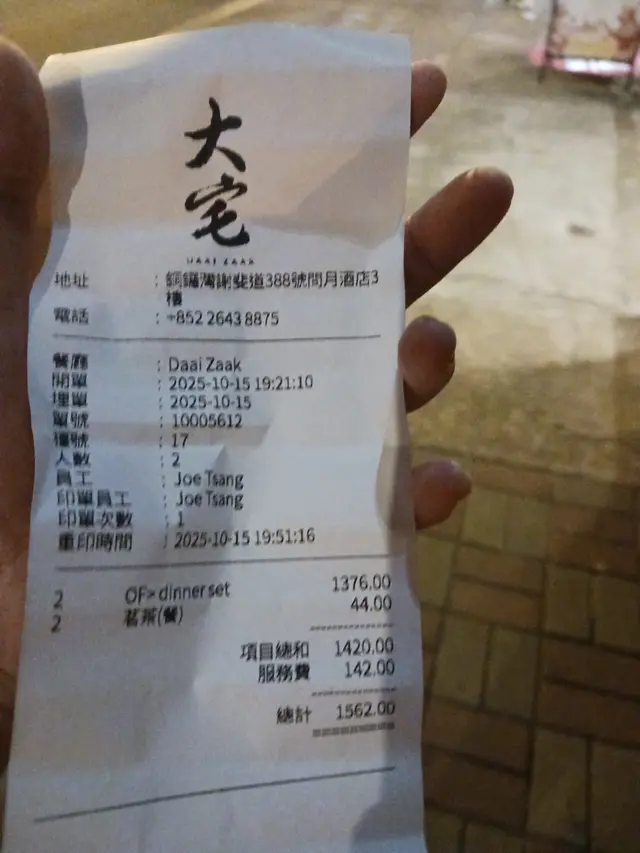 大宅
DAAI ZAAK
地址 : 銅鑼灣謝斐道388號問月酒店3
樓
電話 : +852 2643 8875
餐廳 : Daai Zaak
開單 : 2025-10-15 19:21:10
埋單 : 2025-10-15
單號 : 10005612
檯號 : 17
人數 : 2
員工 : Joe Tsang
印單員工 : Joe Tsang
印單次數 : 1
重印時間 : 2025-10-15 19:51:16
2 OF> dinner set 1376.00
2 茗茶(餐) 44.00
項目總和 1420.00
服務費 142.00
總計 1562.00